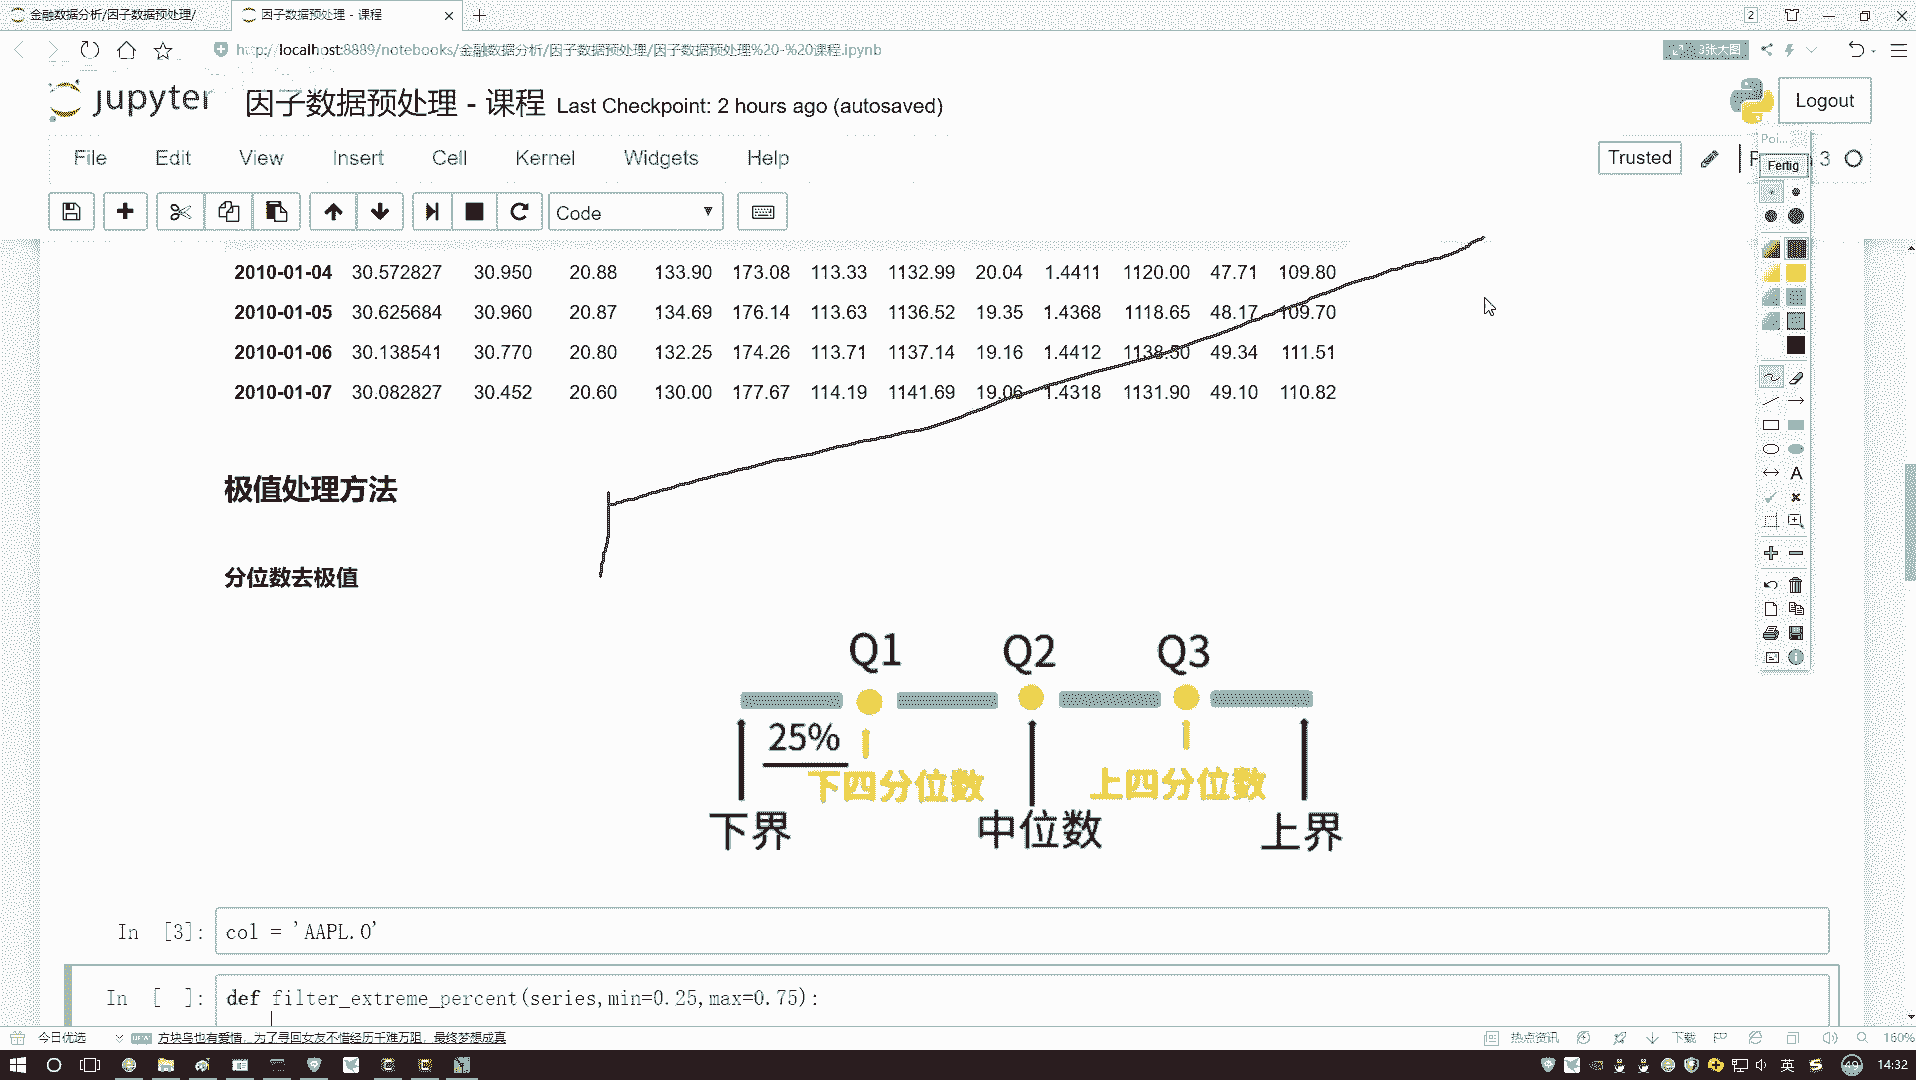 金融数据分析/因子数据预处理/
因子数据预处理 - 课程
2
http://localhost:8889/notebooks/金融数据分析/因子数据预处理/因子数据预处理%20-%20课程.ipynb
3张大图
jupyter 因子数据预处理 - 课程 Last Checkpoint: 2 hours ago (autosaved)
Logout
File Edit View Insert Cell Kernel Widgets Help
Trusted
3
Poi...
Fertig
Code
2010-01-04 30.572827 30.950 20.88 133.90 173.08 113.33 1132.99 20.04 1.4411 1120.00 47.71 109.80
2010-01-05 30.625684 30.960 20.87 134.69 176.14 113.63 1136.52 19.35 1.4368 1118.65 48.17 109.70
2010-01-06 30.138541 30.770 20.80 132.25 174.26 113.71 1137.14 19.16 1.4412 1138.50 49.34 111.51
2010-01-07 30.082827 30.452 20.60 130.00 177.67 114.19 1141.69 19.06 1.4318 1131.90 49.10 110.82
极值处理方法
分位数去极值
Q1 Q2 Q3
25%
下四分位数 上四分位数
下界 中位数 上界
In [3]: col = 'AAPL.O'
In [ ]: def filter_extreme_percent(series,min=0.25,max=0.75):
今日优选
方块鸟也有爱情，为了寻回女友不惜经历千难万阻，最终梦想成真
热点资讯
下载
160%
英
49
14:32